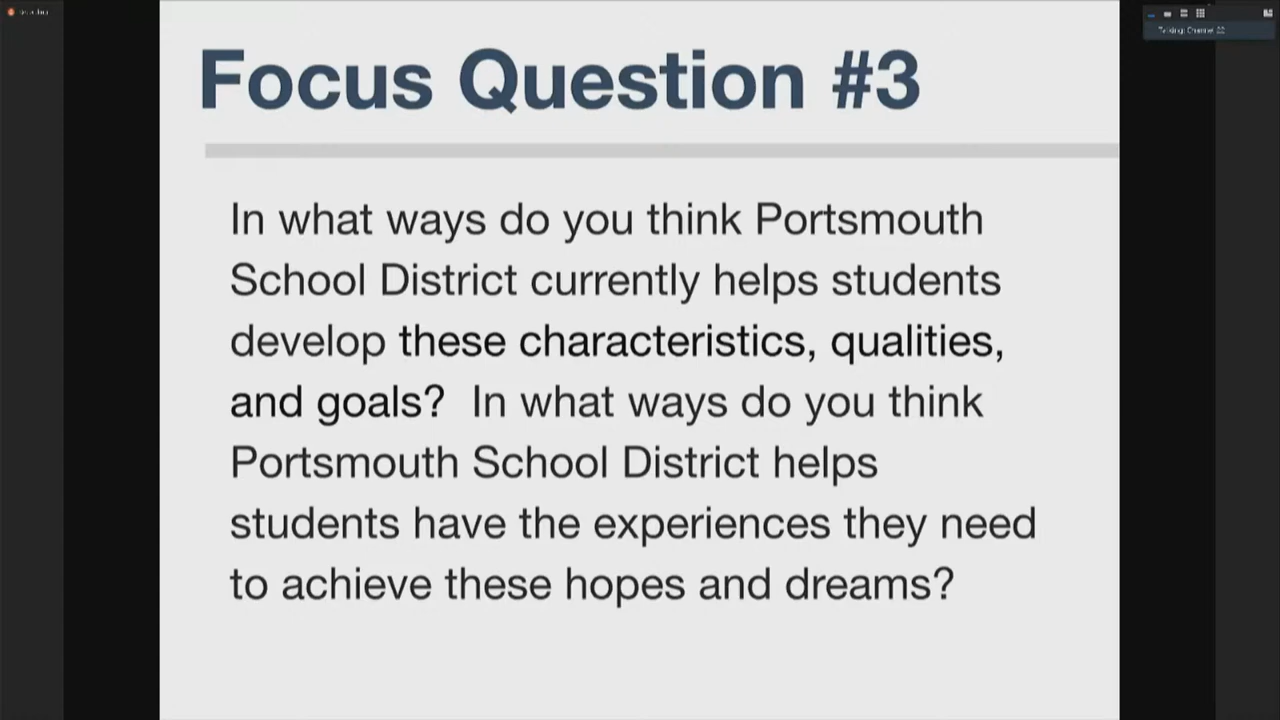 Focus Question #3
In what ways do you think Portsmouth
School District currently helps students
develop these characteristics, qualities,
and goals?  In what ways do you think
Portsmouth School District helps
students have the experiences they need
to achieve these hopes and dreams?